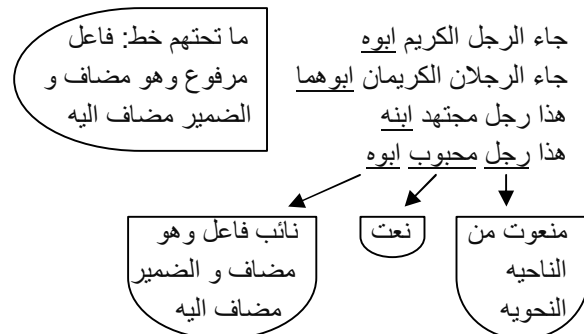 جاء الرجل الكريم ابوه
جاء الرجلان الكريمان ابوهما
هذا رجل مجتهد ابنه
هذا رجل محبوب ابوه
ما تحتهم خط: فاعل
مرفوع وهو مضاف و
الضمير مضاف اليه
منعوت من
الناحيه
النحويه
نعت
نائب فاعل وهو
مضاف و الضمير
مضاف اليه